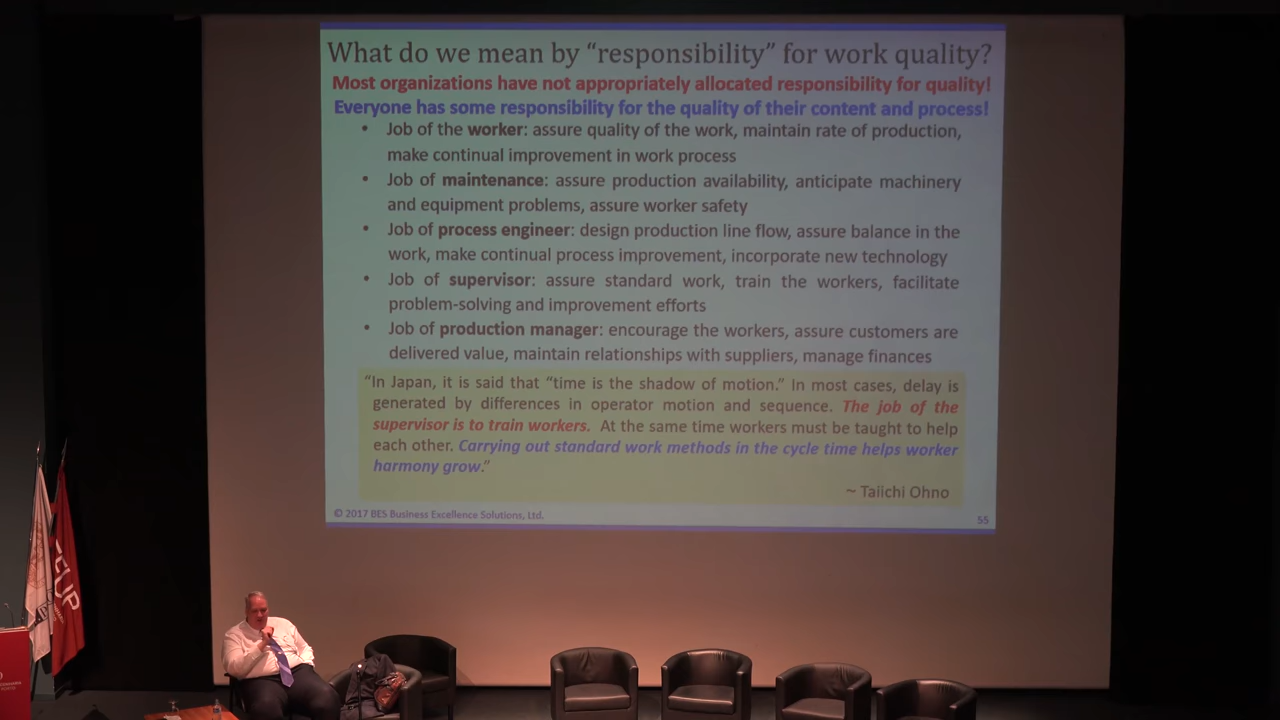 What do we mean by “responsibility” for work quality?
Most organizations have not appropriately allocated responsibility for quality!
Everyone has some responsibility for the quality of their content and process!
• Job of the worker: assure quality of the work, maintain rate of production,
make continual improvement in work process
• Job of maintenance: assure production availability, anticipate machinery
and equipment problems, assure worker safety
• Job of process engineer: design production line flow, assure balance in the
work, make continual process improvement, incorporate new technology
• Job of supervisor: assure standard work, train the workers, facilitate
problem-solving and improvement efforts
• Job of production manager: encourage the workers, assure customers are
delivered value, maintain relationships with suppliers, manage finances
“In Japan, it is said that “time is the shadow of motion.” In most cases, delay is
generated by differences in operator motion and sequence. The job of the
supervisor is to train workers. At the same time workers must be taught to help
each other. Carrying out standard work methods in the cycle time helps worker
harmony grow.”
~ Taiichi Ohno
© 2017 BES Business Excellence Solutions, Ltd.
55